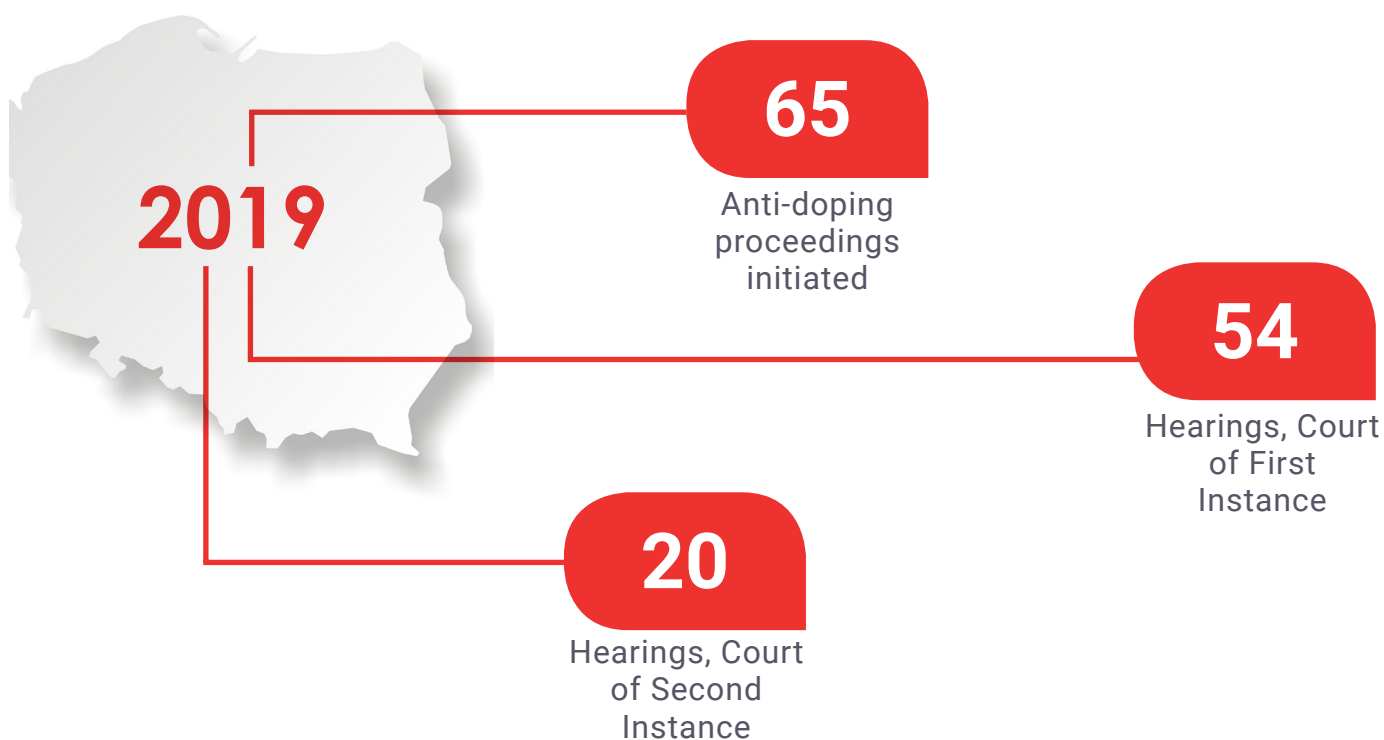 2019
65
Anti-doping
proceedings
initiated
54
Hearings, Court
of First
Instance
20
Hearings, Court
of Second
Instance